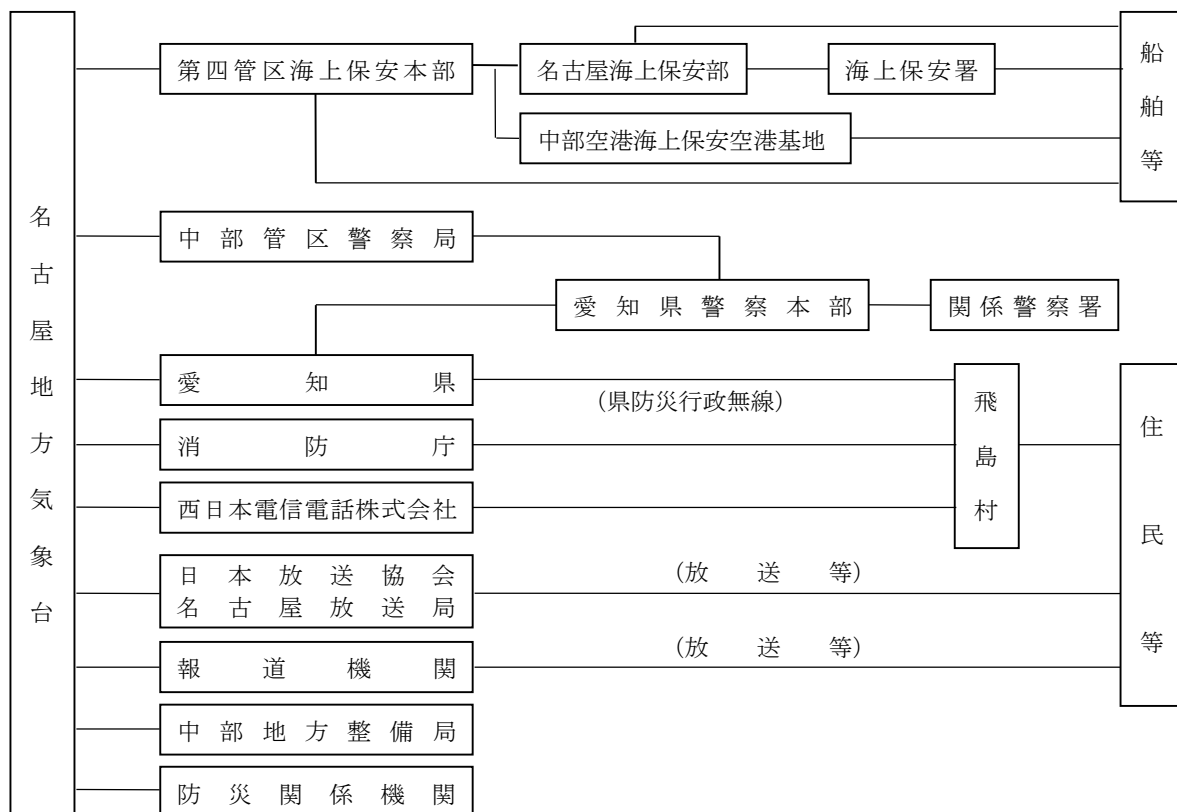 名古屋地方気象台
第四管区海上保安本部
名古屋海上保安部
海上保安署
船舶等
中部空港海上保安空港基地
中部管区警察局
愛知県警察本部
関係警察署
愛知県
(県防災行政無線)
飛島村
住民等
消防庁
西日本電信電話株式会社
日本放送協会
名古屋放送局
(放送等)
報道機関
(放送等)
中部地方整備局
防災関係機関